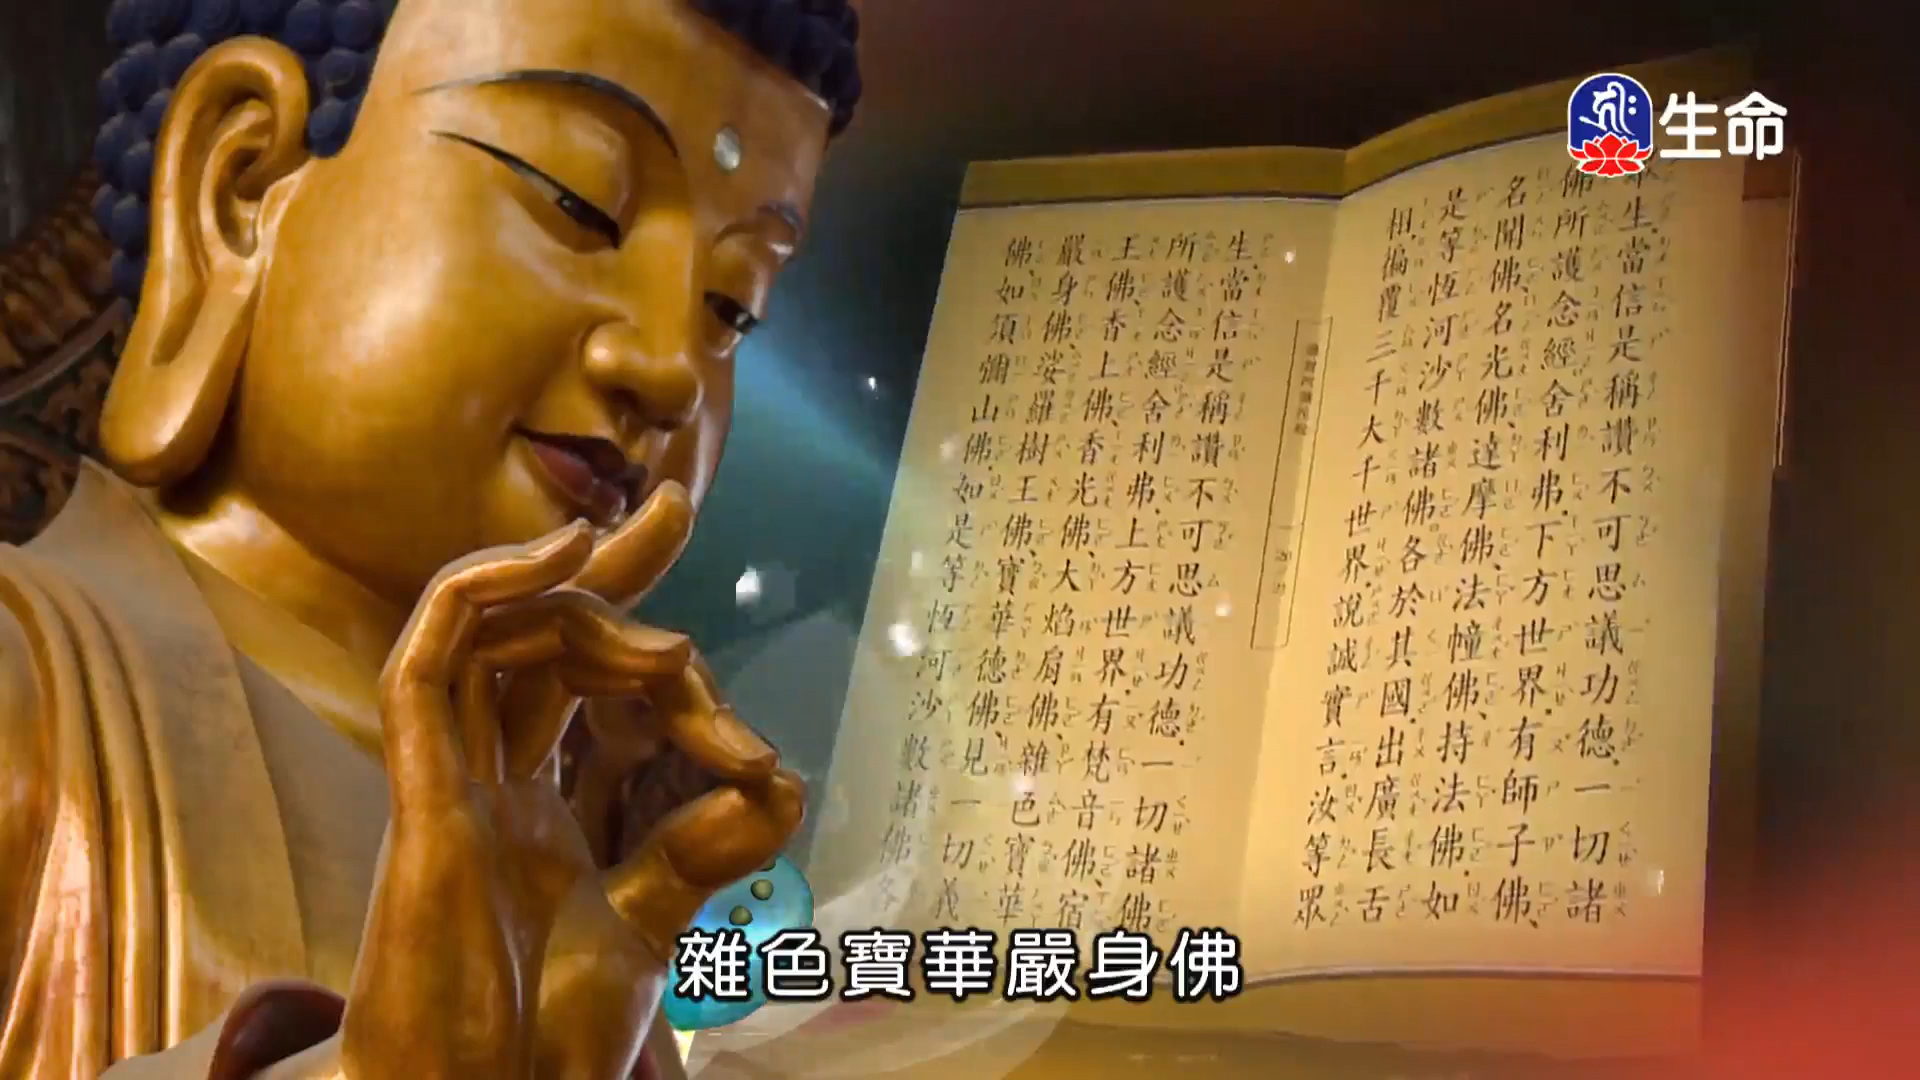 生命
眾生當信是稱讚不可思議功德一切諸
佛所護念經舍利弗下方世界有師子佛、
名聞佛、名光佛、達摩佛、法幢佛、持法佛如
是等恆河沙數諸佛各於其國出廣長舌
相徧覆三千大千世界說誠實言汝等眾
生當信是稱讚不可思議功德一切諸佛
所護念經舍利弗上方世界有梵音佛、宿
王佛、香上佛、香光佛、大焰肩佛、雜色寶華
嚴身佛、娑羅樹王佛、寶華德佛、見一切義
佛、如須彌山佛如是等恆河沙數諸佛各
雜色寶華嚴身佛